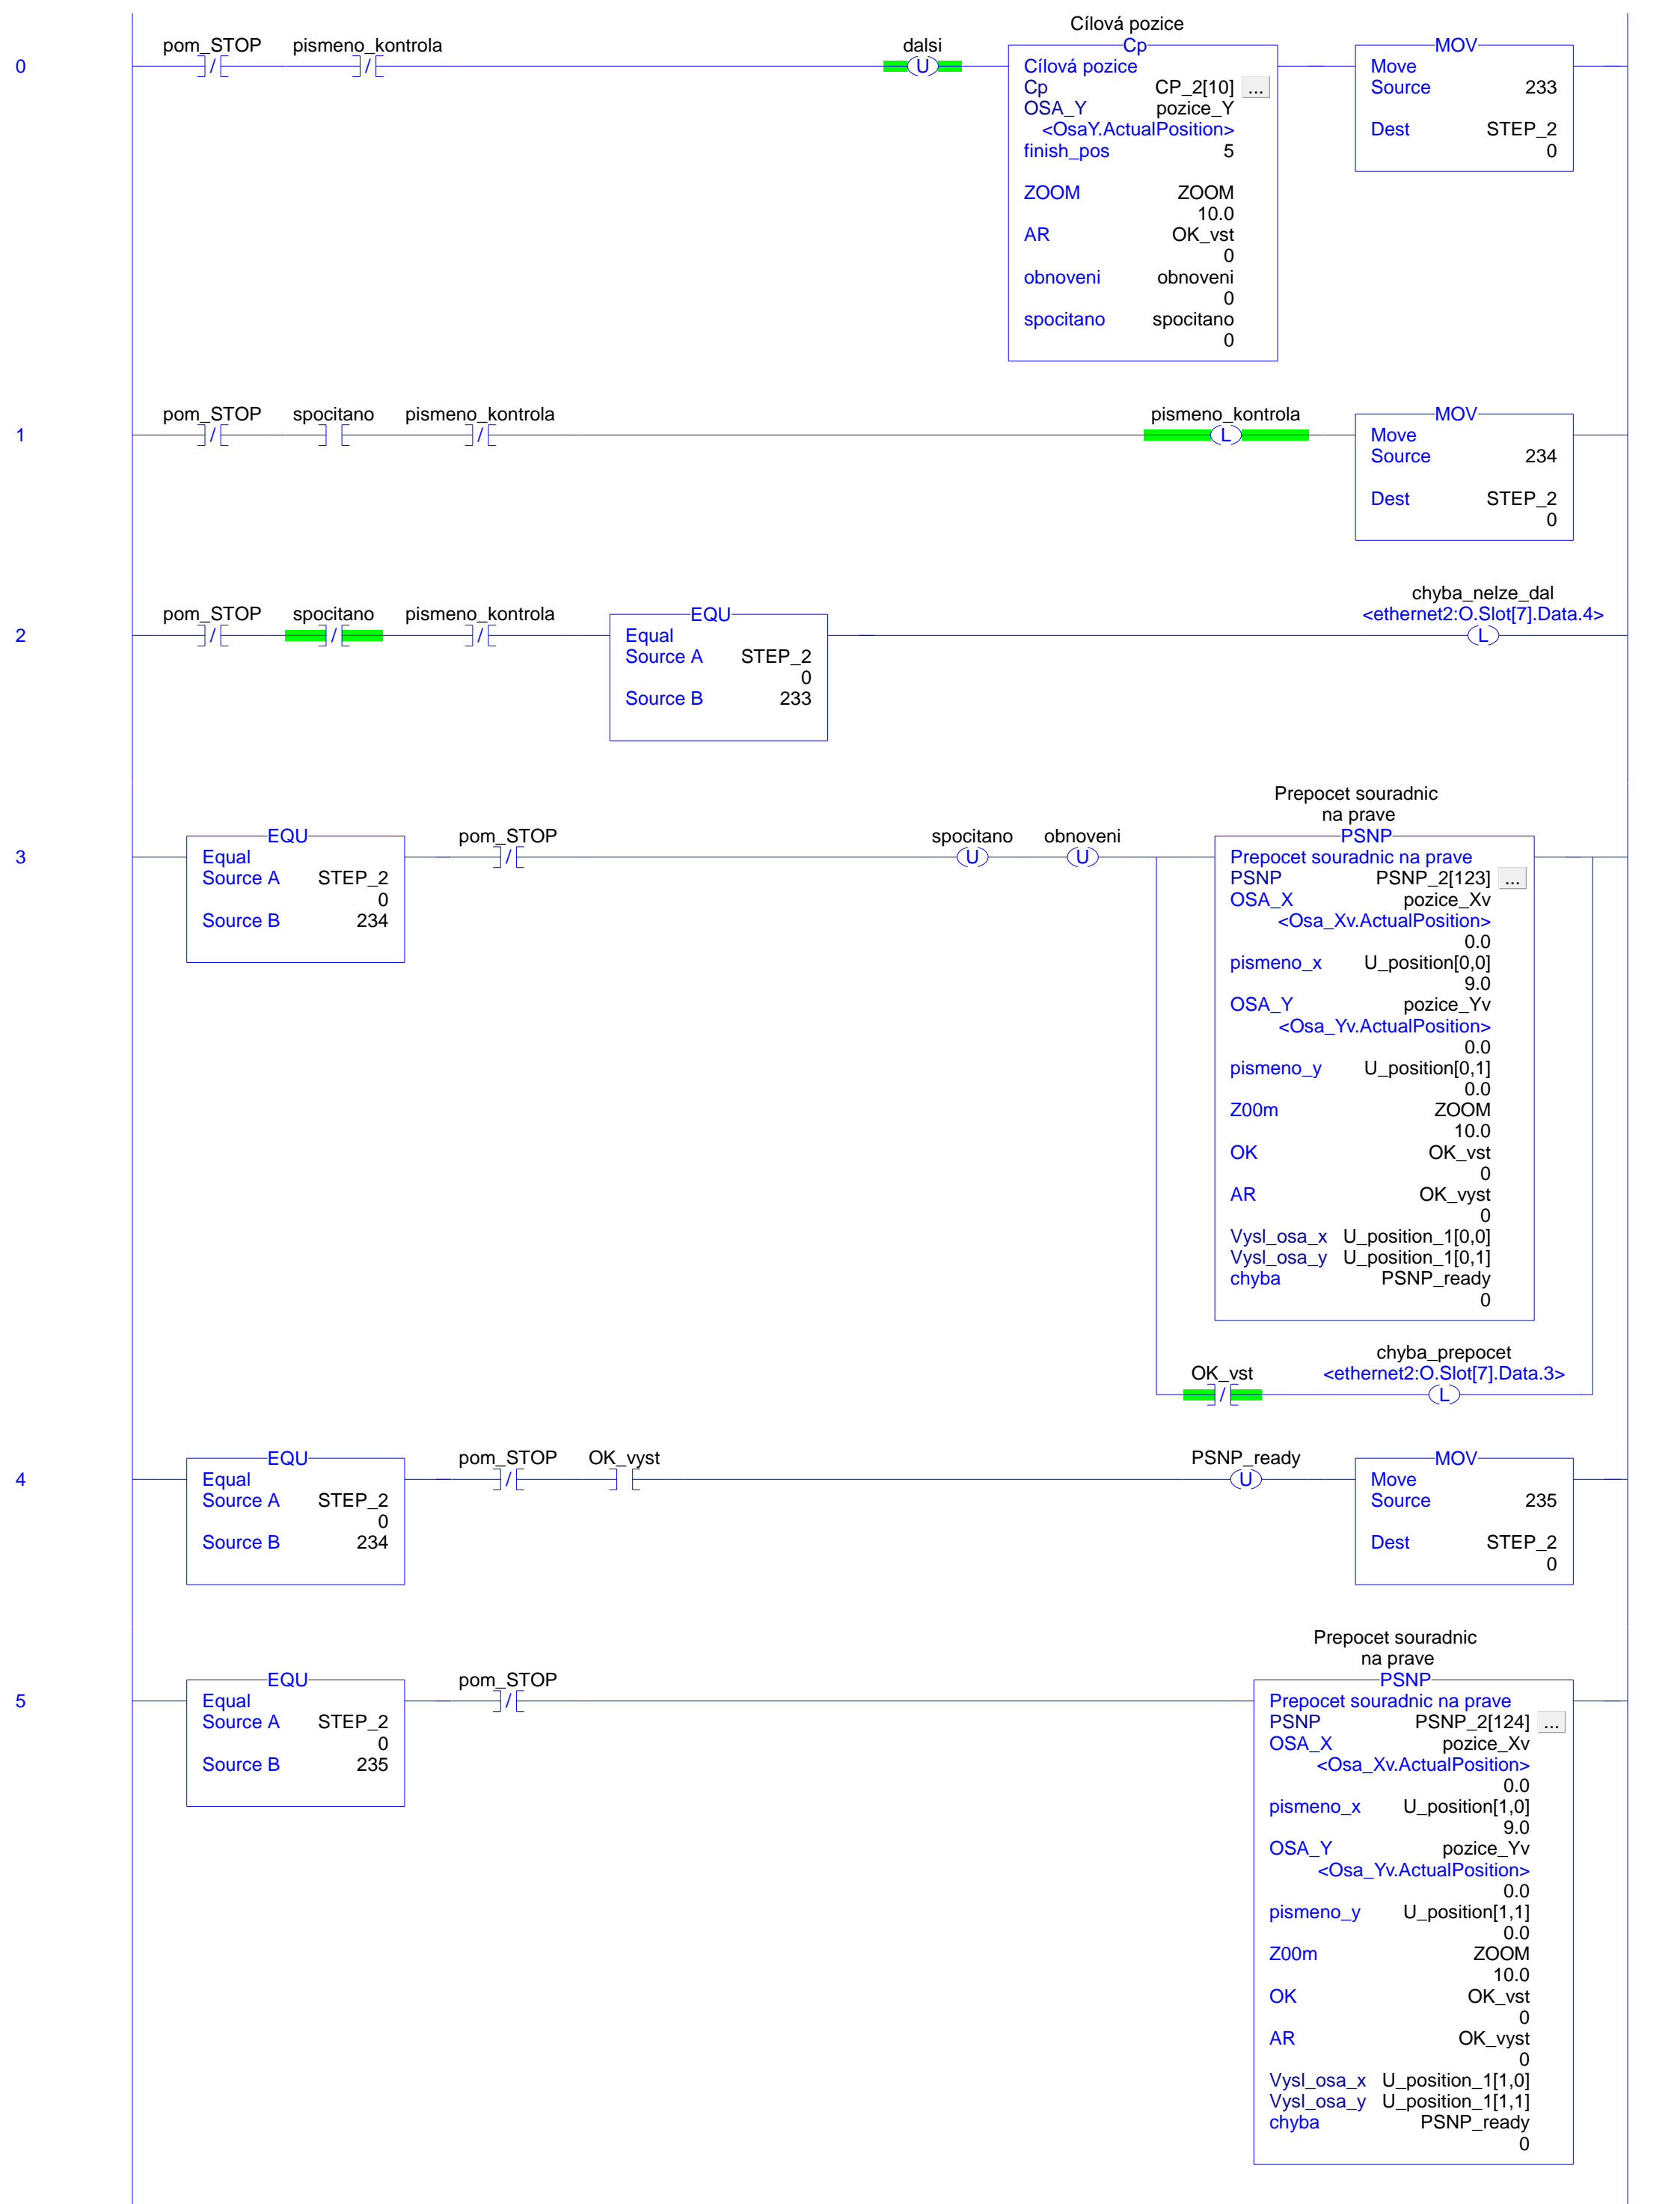 Cílová pozice
pom_STOP pismeno_kontrola dalsi Cp MOV
0 / / U Cílová pozice Move
Cp CP_2[10] ... Source 233
OSA_Y pozice_Y
<OsaY.ActualPosition> Dest STEP_2
finish_pos 5 0
ZOOM ZOOM
10.0
AR OK_vst
0
obnoveni obnoveni
0
spocitano spocitano
0
pom_STOP spocitano pismeno_kontrola pismeno_kontrola MOV
1 / / L Move
Source 234
Dest STEP_2
0
chyba_nelze_dal
pom_STOP spocitano pismeno_kontrola EQU <ethernet2:O.Slot[7].Data.4>
2 / / / Equal L
Source A STEP_2
0
Source B 233
Prepocet souradnic
na prave
EQU pom_STOP spocitano obnoveni PSNP
3 Equal / U U Prepocet souradnic na prave
Source A STEP_2 PSNP PSNP_2[123] ...
0 OSA_X pozice_Xv
Source B 234 <Osa_Xv.ActualPosition>
0.0
pismeno_x U_position[0,0]
9.0
OSA_Y pozice_Yv
<Osa_Yv.ActualPosition>
0.0
pismeno_y U_position[0,1]
0.0
Z00m ZOOM
10.0
OK OK_vst
0
AR OK_vyst
0
Vysl_osa_x U_position_1[0,0]
Vysl_osa_y U_position_1[0,1]
chyba PSNP_ready
0
chyba_prepocet
OK_vst <ethernet2:O.Slot[7].Data.3>
/ L
EQU pom_STOP OK_vyst PSNP_ready MOV
4 Equal / U Move
Source A STEP_2 Source 235
0
Source B 234 Dest STEP_2
0
Prepocet souradnic
na prave
EQU pom_STOP PSNP
5 Equal / Prepocet souradnic na prave
Source A STEP_2 PSNP PSNP_2[124] ...
0 OSA_X pozice_Xv
Source B 235 <Osa_Xv.ActualPosition>
0.0
pismeno_x U_position[1,0]
9.0
OSA_Y pozice_Yv
<Osa_Yv.ActualPosition>
0.0
pismeno_y U_position[1,1]
0.0
Z00m ZOOM
10.0
OK OK_vst
0
AR OK_vyst
0
Vysl_osa_x U_position_1[1,0]
Vysl_osa_y U_position_1[1,1]
chyba PSNP_ready
0